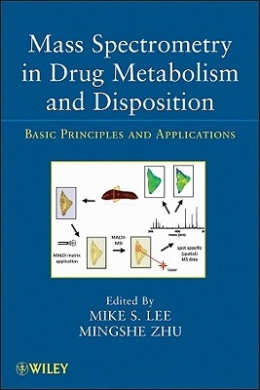 Mass Spectrometry
in Drug Metabolism
and Disposition
BASIC PRINCIPLES AND APPLICATIONS
MALDI-
MS
MALDI matrix
application
laser
spot specific
(spatial)
MS data
Edited By
MIKE S. LEE
MINGSHE ZHU
WILEY